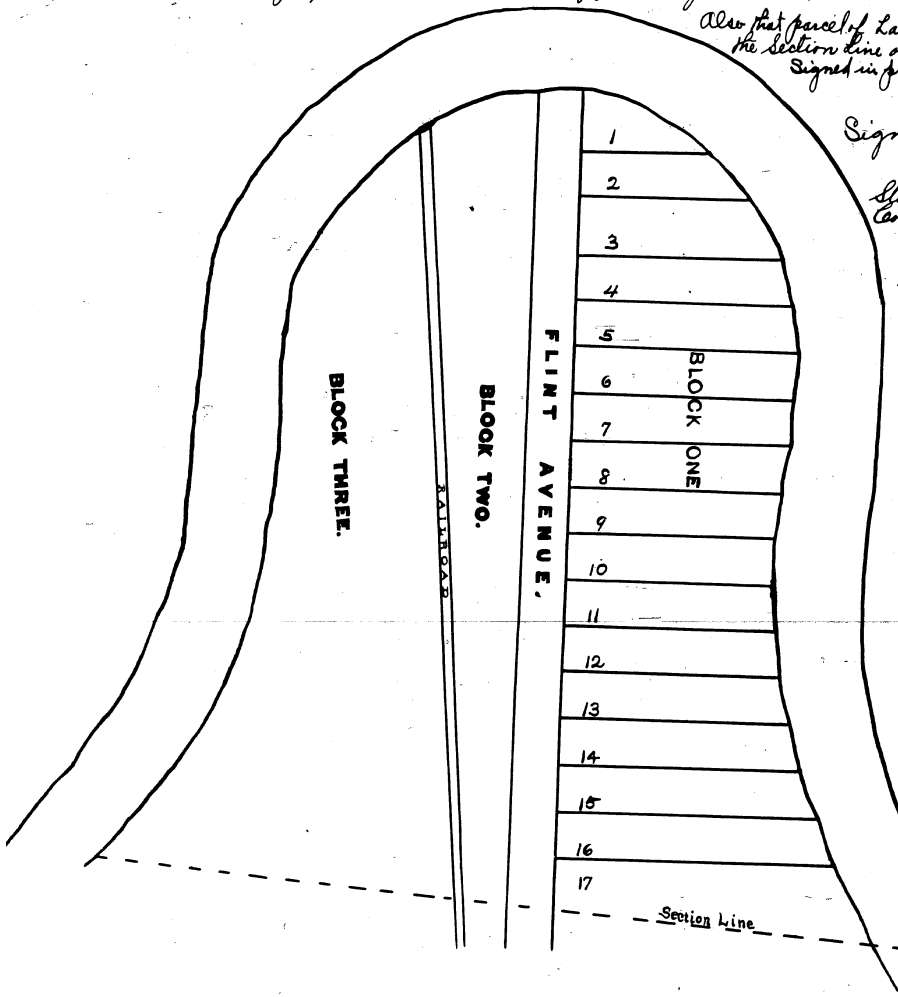 Also that parcel of La
the Section Line
Signed in
Sign
1
2
3
4
5
6
7
8
9
10
11
12
13
14
15
16
17
BLOCK ONE
FLINT AVENUE,
BLOCK TWO.
RAILROAD
BLOCK THREE.
Section Line